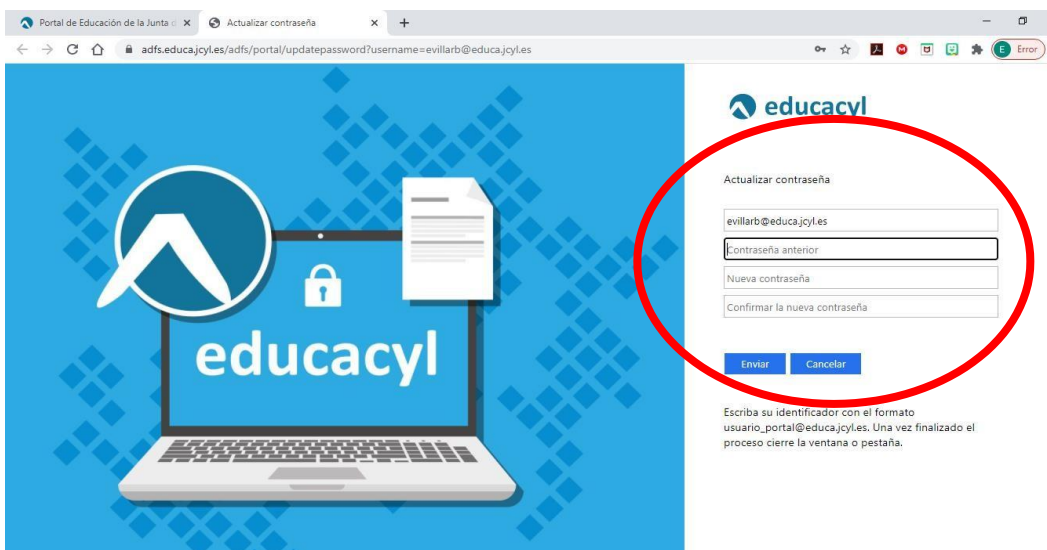 Portal de Educación de la Junta d
Actualizar contraseña
adfs.educa.jcyl.es/adfs/portal/updatepassword?username=evillarb@educa.jcyl.es
E Error
educacyl
educacyl
Actualizar contraseña
evillarb@educa.jcyl.es
Contraseña anterior
Nueva contraseña
Confirmar la nueva contraseña
Enviar Cancelar
Escriba su identificador con el formato
usuario_portal@educa.jcyl.es. Una vez finalizado el
proceso cierre la ventana o pestaña.